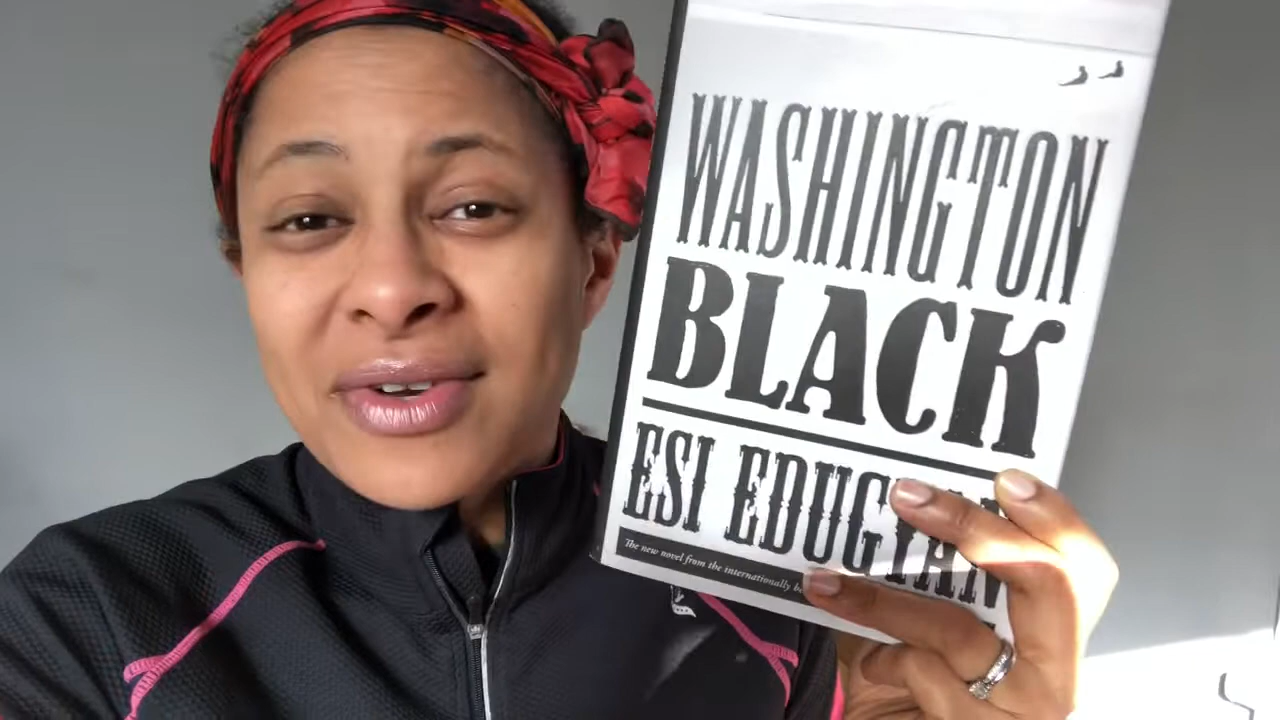 WASHINGTON
BLACK
ESI EDUGYAN
The new novel from the internationally